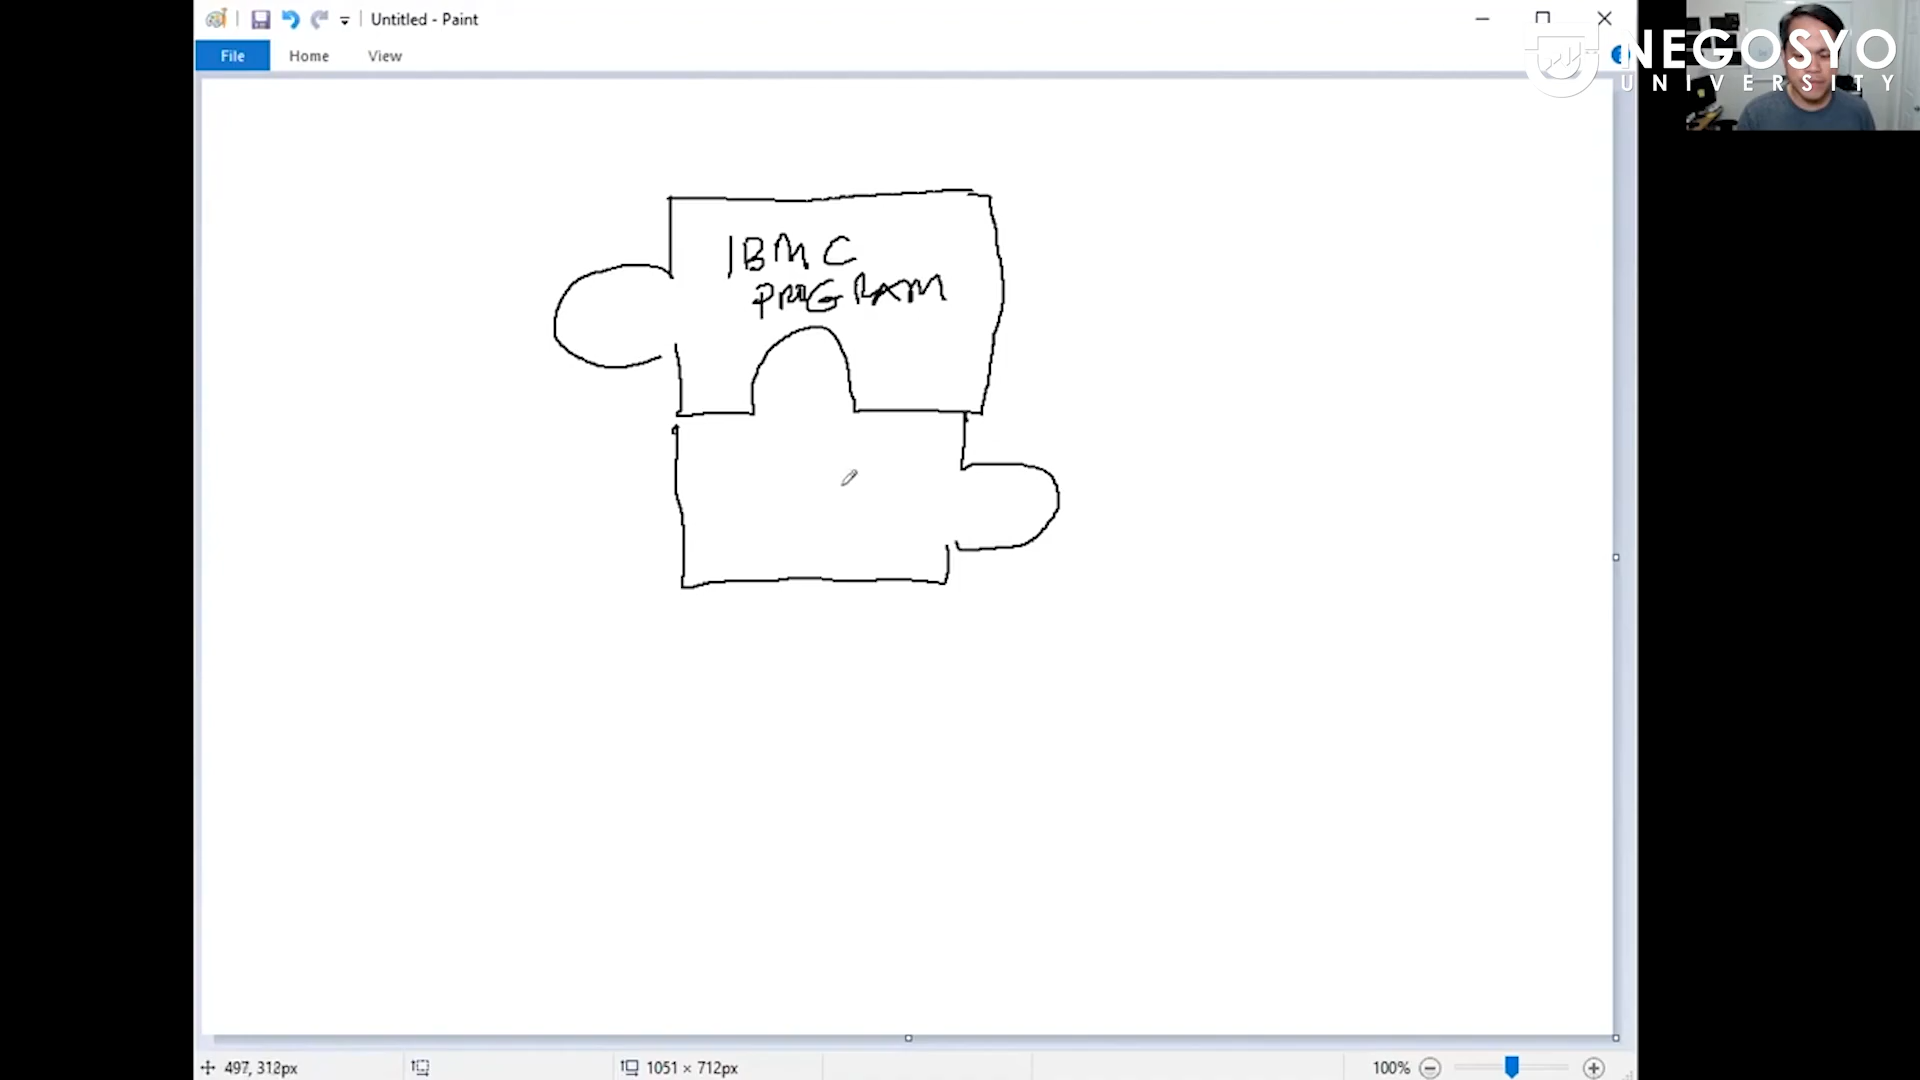 Untitled - Paint
File Home View
NEGOSYO
UNIVERSITY
IBMC
PROGRAM
497, 312px
1051 × 712px
100%